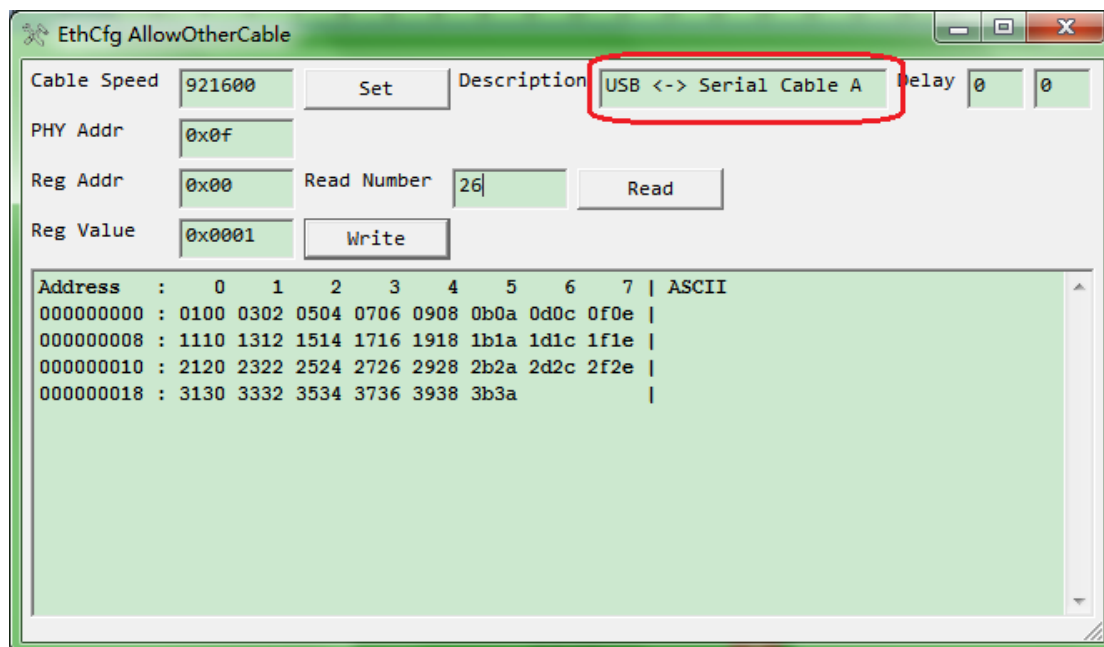 EthCfg AllowOtherCable
Cable Speed 921600 Set Description USB <-> Serial Cable A Delay 0 0
PHY Addr 0x0f
Reg Addr 0x00 Read Number 26 Read
Reg Value 0x0001 Write
Address : 0 1 2 3 4 5 6 7 | ASCII
000000000 : 0100 0302 0504 0706 0908 0b0a 0d0c 0f0e |
000000008 : 1110 1312 1514 1716 1918 1b1a 1d1c 1f1e |
000000010 : 2120 2322 2524 2726 2928 2b2a 2d2c 2f2e |
000000018 : 3130 3332 3534 3736 3938 3b3a |